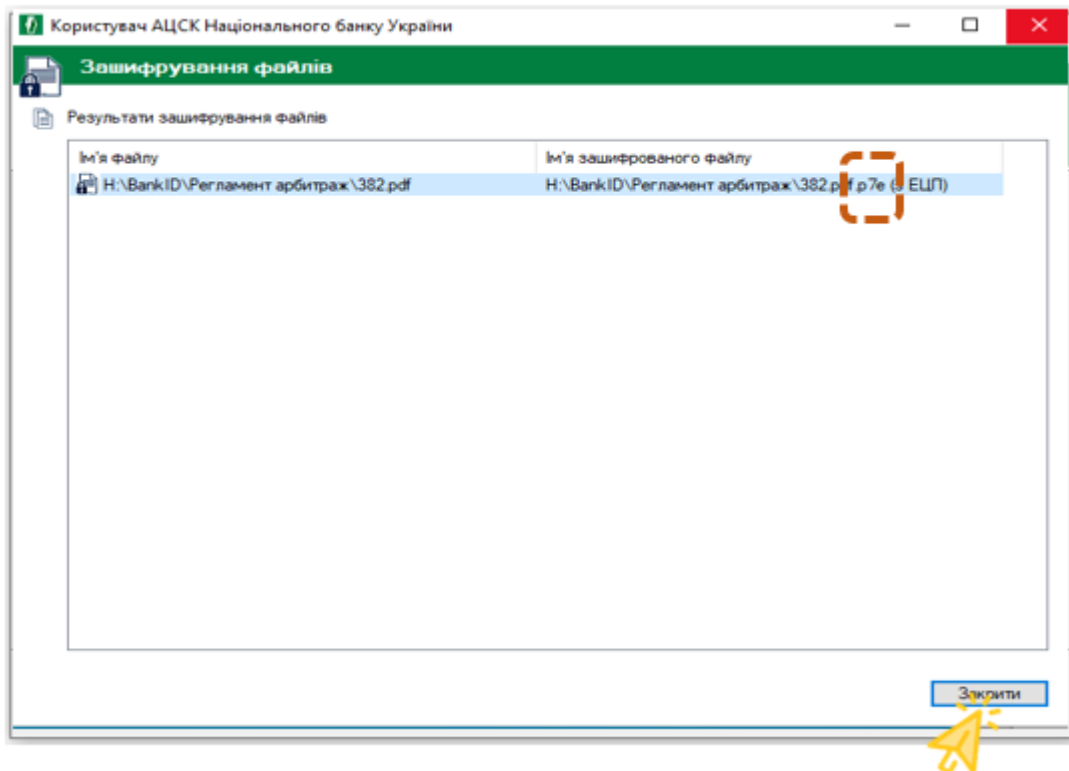 Користувач АЦСК Національного банку України
Зашифрування файлів
Результати зашифрування файлів
Ім'я файлу Ім'я зашифрованого файлу
H:\BankID\Регламент арбитраж\382.pdf H:\BankID\Регламент арбитраж\382.pdf.p7e (з ЕЦП)
Закрити